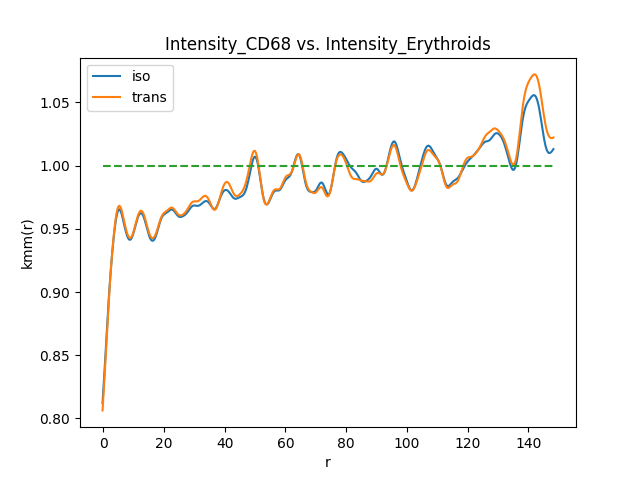 Intensity_CD68 vs. Intensity_Erythroids
iso
trans
kmm(r)
1.05
1.00
0.95
0.90
0.85
0.80
0 20 40 60 80 100 120 140
r